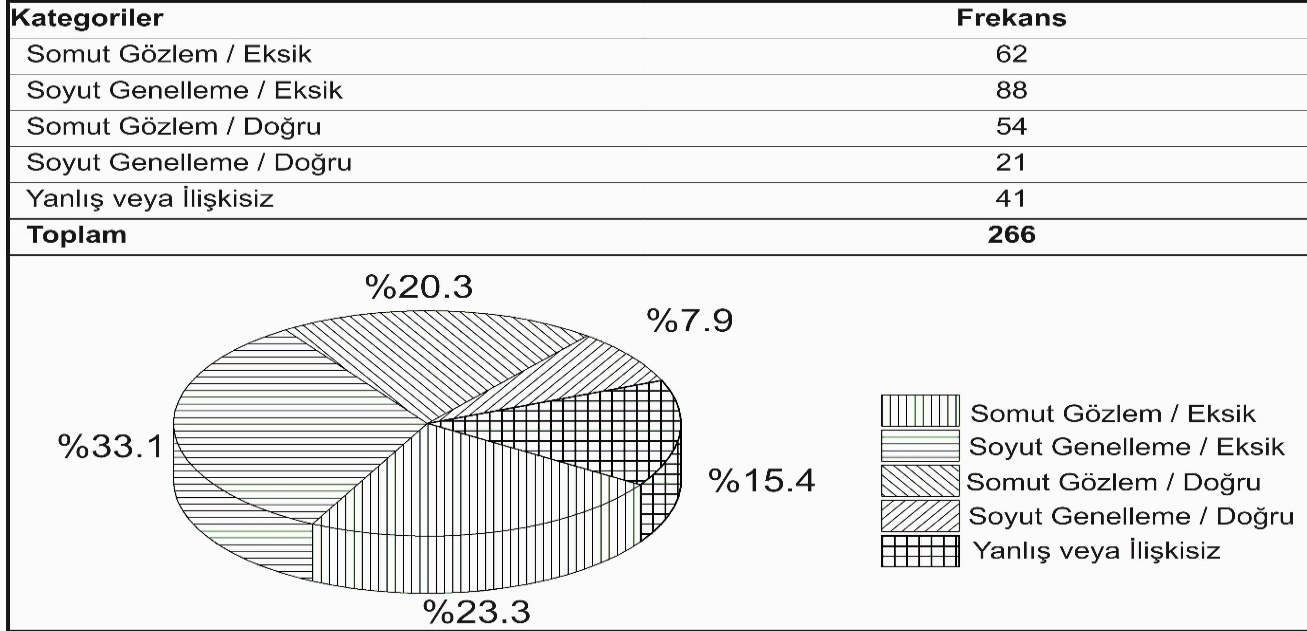 Kategoriler Frekans
Somut Gözlem / Eksik 62
Soyut Genelleme / Eksik 88
Somut Gözlem / Doğru 54
Soyut Genelleme / Doğru 21
Yanlış veya İlişkisiz 41
Toplam 266
%20.3
%7.9
%33.1
%15.4
%23.3
Somut Gözlem / Eksik
Soyut Genelleme / Eksik
Somut Gözlem / Doğru
Soyut Genelleme / Doğru
Yanlış veya İlişkisiz